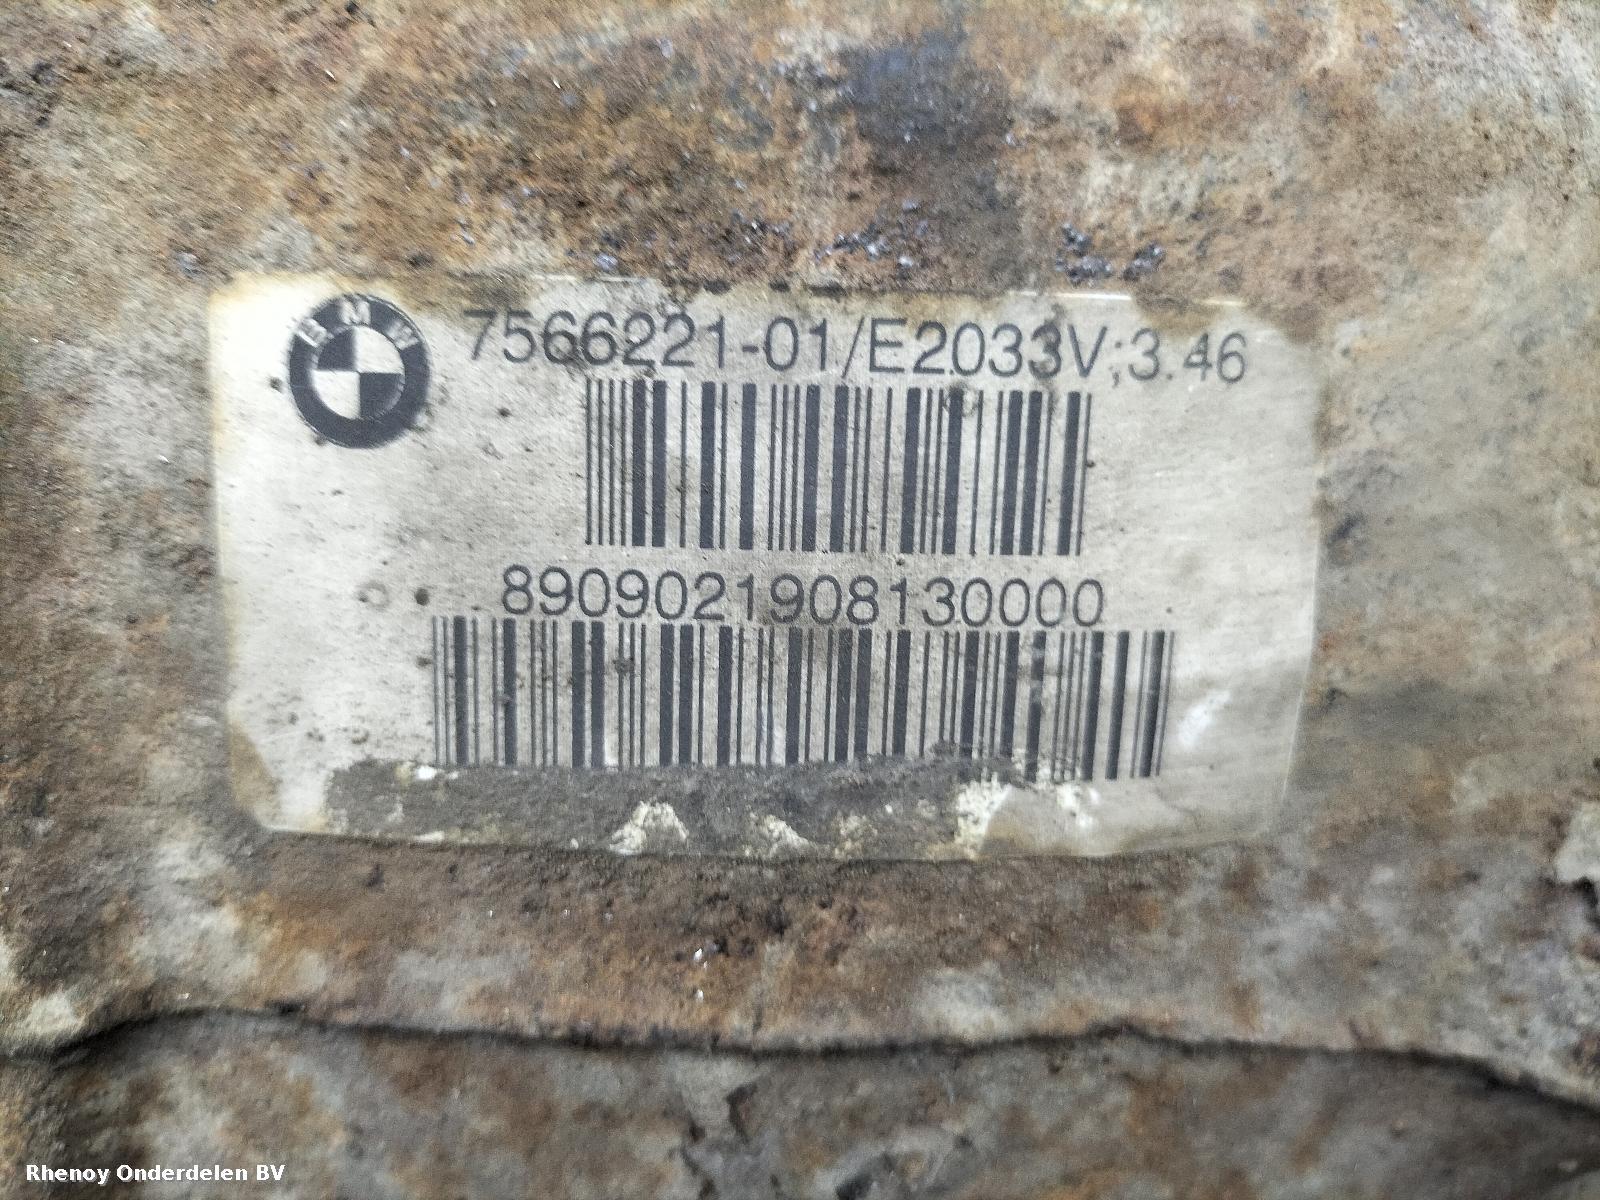 BMW
7566221-01/E2033V;3.46
8909021908130000
Rhenoy Onderdelen BV